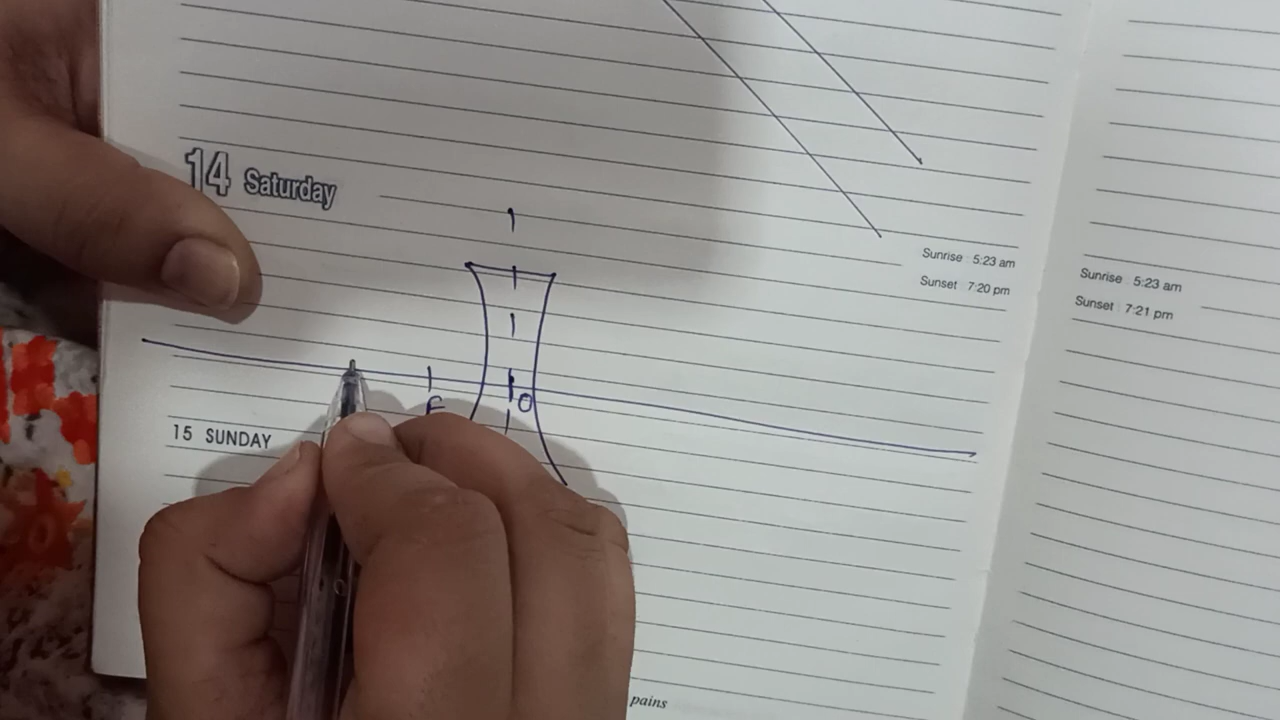 14 Saturday
Sunrise 5:23 am
Sunset 7:20 pm
Sunrise 5:23 am
Sunset 7:21 pm
F
O
15 SUNDAY
pains